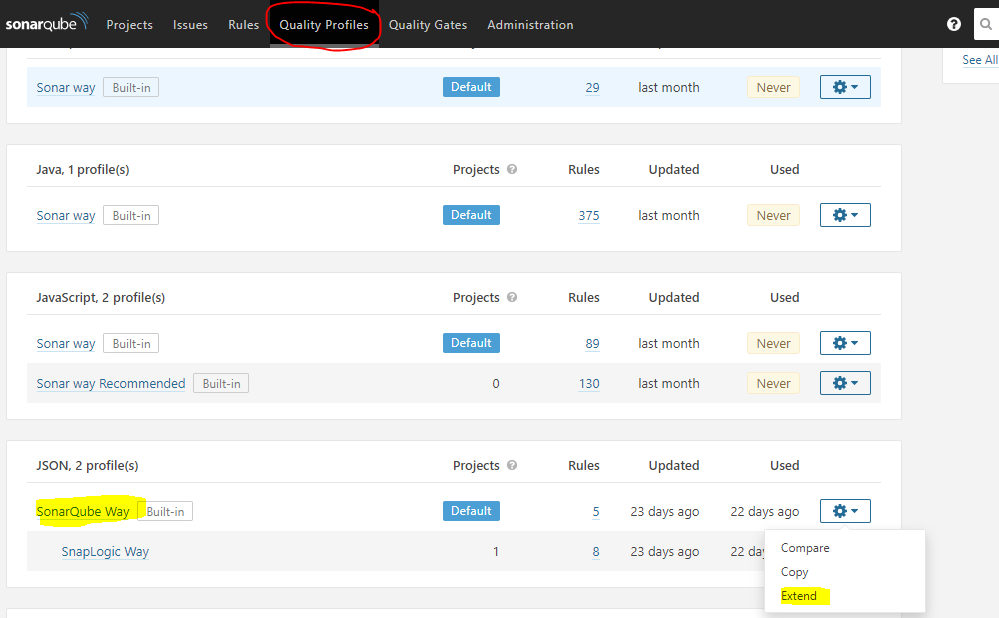 sonarqube Projects Issues Rules Quality Profiles Quality Gates Administration ?
See All
Sonar way Built-in Default 29 last month Never
Java, 1 profile(s) Projects ? Rules Updated Used
Sonar way Built-in Default 375 last month Never
JavaScript, 2 profile(s) Projects ? Rules Updated Used
Sonar way Built-in Default 89 last month Never
Sonar way Recommended Built-in 0 130 last month Never
JSON, 2 profile(s) Projects ? Rules Updated Used
SonarQube Way Built-in Default 5 23 days ago 22 days ago
SnapLogic Way 1 8 23 days ago 22
Compare
Copy
Extend